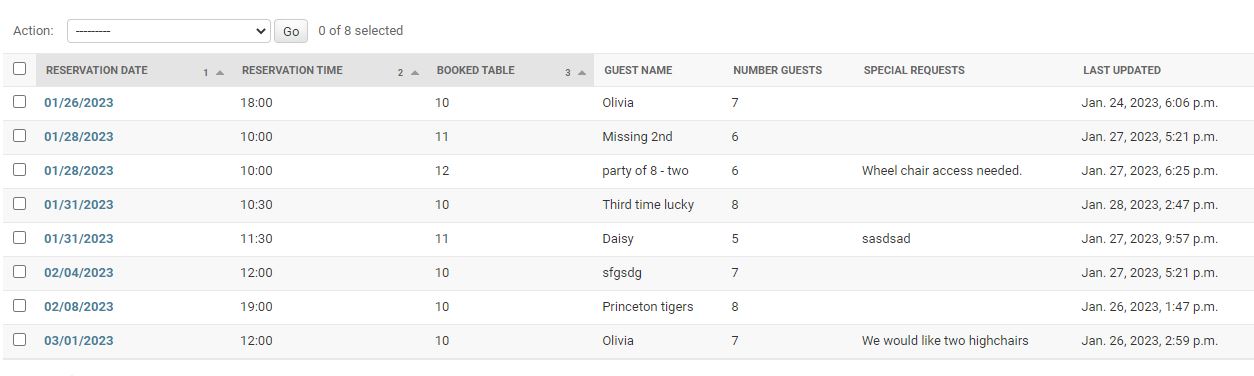 Action: --------- Go 0 of 8 selected
RESERVATION DATE 1 RESERVATION TIME 2 BOOKED TABLE 3 GUEST NAME NUMBER GUESTS SPECIAL REQUESTS LAST UPDATED
01/26/2023 18:00 10 Olivia 7 Jan. 24, 2023, 6:06 p.m.
01/28/2023 10:00 11 Missing 2nd 6 Jan. 27, 2023, 5:21 p.m.
01/28/2023 10:00 12 party of 8 - two 6 Wheel chair access needed. Jan. 27, 2023, 6:25 p.m.
01/31/2023 10:30 10 Third time lucky 8 Jan. 28, 2023, 2:47 p.m.
01/31/2023 11:30 11 Daisy 5 sasdsad Jan. 27, 2023, 9:57 p.m.
02/04/2023 12:00 10 sfgsdg 7 Jan. 27, 2023, 5:21 p.m.
02/08/2023 19:00 10 Princeton tigers 8 Jan. 26, 2023, 1:47 p.m.
03/01/2023 12:00 10 Olivia 7 We would like two highchairs Jan. 26, 2023, 2:59 p.m.